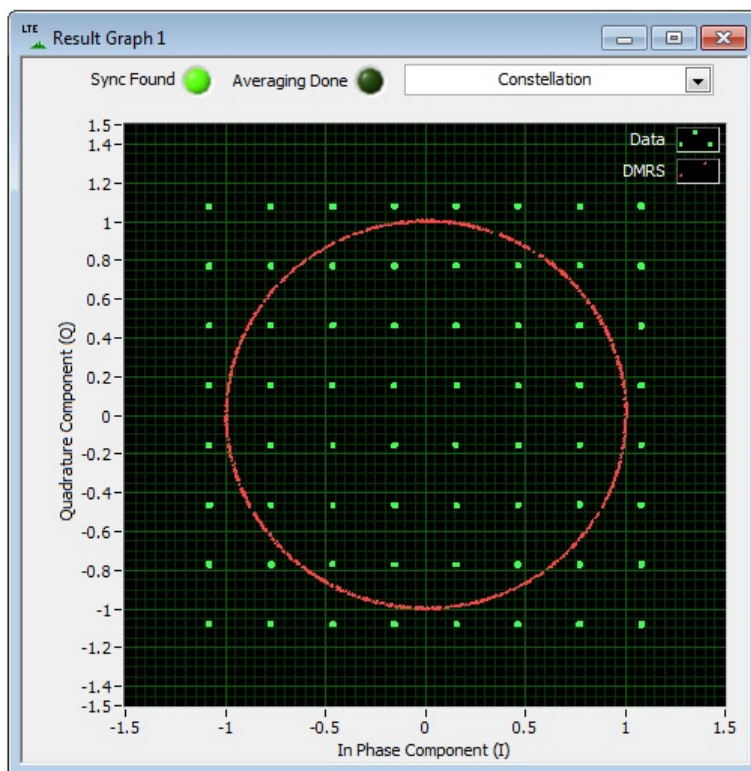 LTE
Result Graph 1
Sync Found
Averaging Done
Constellation
Data
DMRS
1.5
1.4
1.2
1
0.8
0.6
0.4
0.2
0
-0.2
-0.4
-0.6
-0.8
-1
-1.2
-1.4
-1.5
Quadrature Component (Q)
-1.5 -1 -0.5 0 0.5 1 1.5
In Phase Component (I)